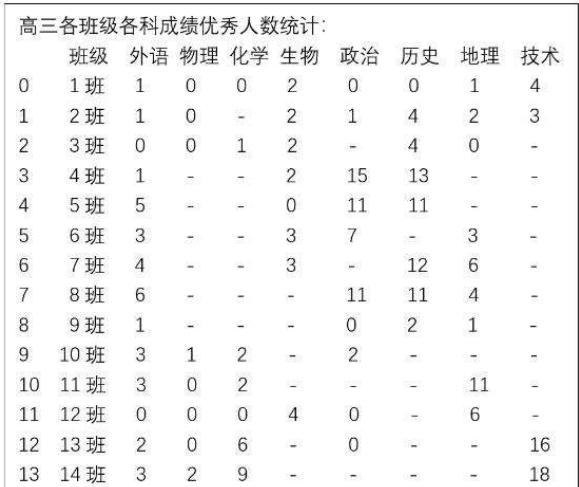 高三各班级各科成绩优秀人数统计：
班级 外语 物理 化学 生物 政治 历史 地理 技术
0 1班 1 0 0 2 0 0 1 4
1 2班 1 0 - 2 1 4 2 3
2 3班 0 0 1 2 - 4 0 -
3 4班 1 - - 2 15 13 - -
4 5班 5 - - 0 11 11 - -
5 6班 3 - - 3 7 - 3 -
6 7班 4 - - 3 - 12 6 -
7 8班 6 - - - 11 11 4 -
8 9班 1 - - - 0 2 1 -
9 10班 3 1 2 - 2 - - -
10 11班 3 0 2 - - - 11 -
11 12班 0 0 0 4 0 - 6 -
12 13班 2 0 6 - 0 - - 16
13 14班 3 2 9 - - - - 18